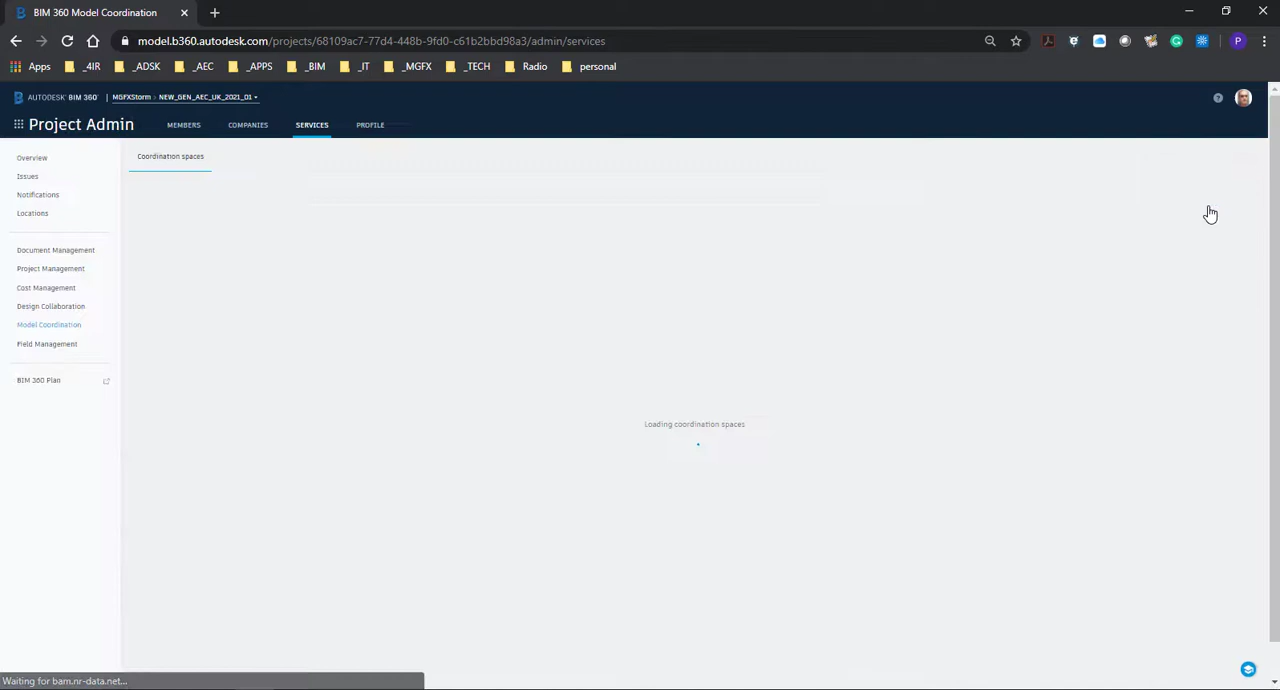 BIM 360 Model Coordination
model.b360.autodesk.com/projects/68109ac7-77d4-448b-9fd0-c61b2bbd98a3/admin/services
Apps _4IR _ADSK _AEC _APPS _BIM _IT _MGFX _TECH Radio personal
AUTODESK® BIM 360® MGFXStorm > NEW_GEN_AEC_UK_2021_01
Project Admin MEMBERS COMPANIES SERVICES PROFILE
Overview
Issues
Notifications
Locations
Document Management
Project Management
Cost Management
Design Collaboration
Model Coordination
Field Management
BIM 360 Plan
Coordination spaces
Loading coordination spaces
Waiting for bam.nr-data.net...